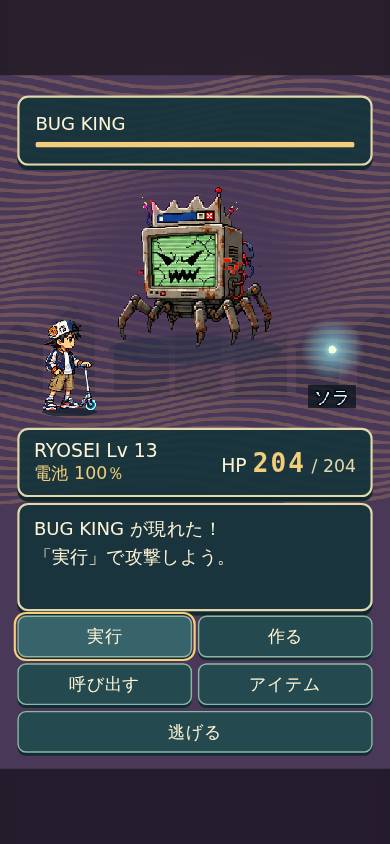 BUG KING
ソラ
RYOSEI Lv 13
電池 100%
HP 204 / 204
BUG KING が現れた！
「実行」で攻撃しよう。
実行
作る
呼び出す
アイテム
逃げる